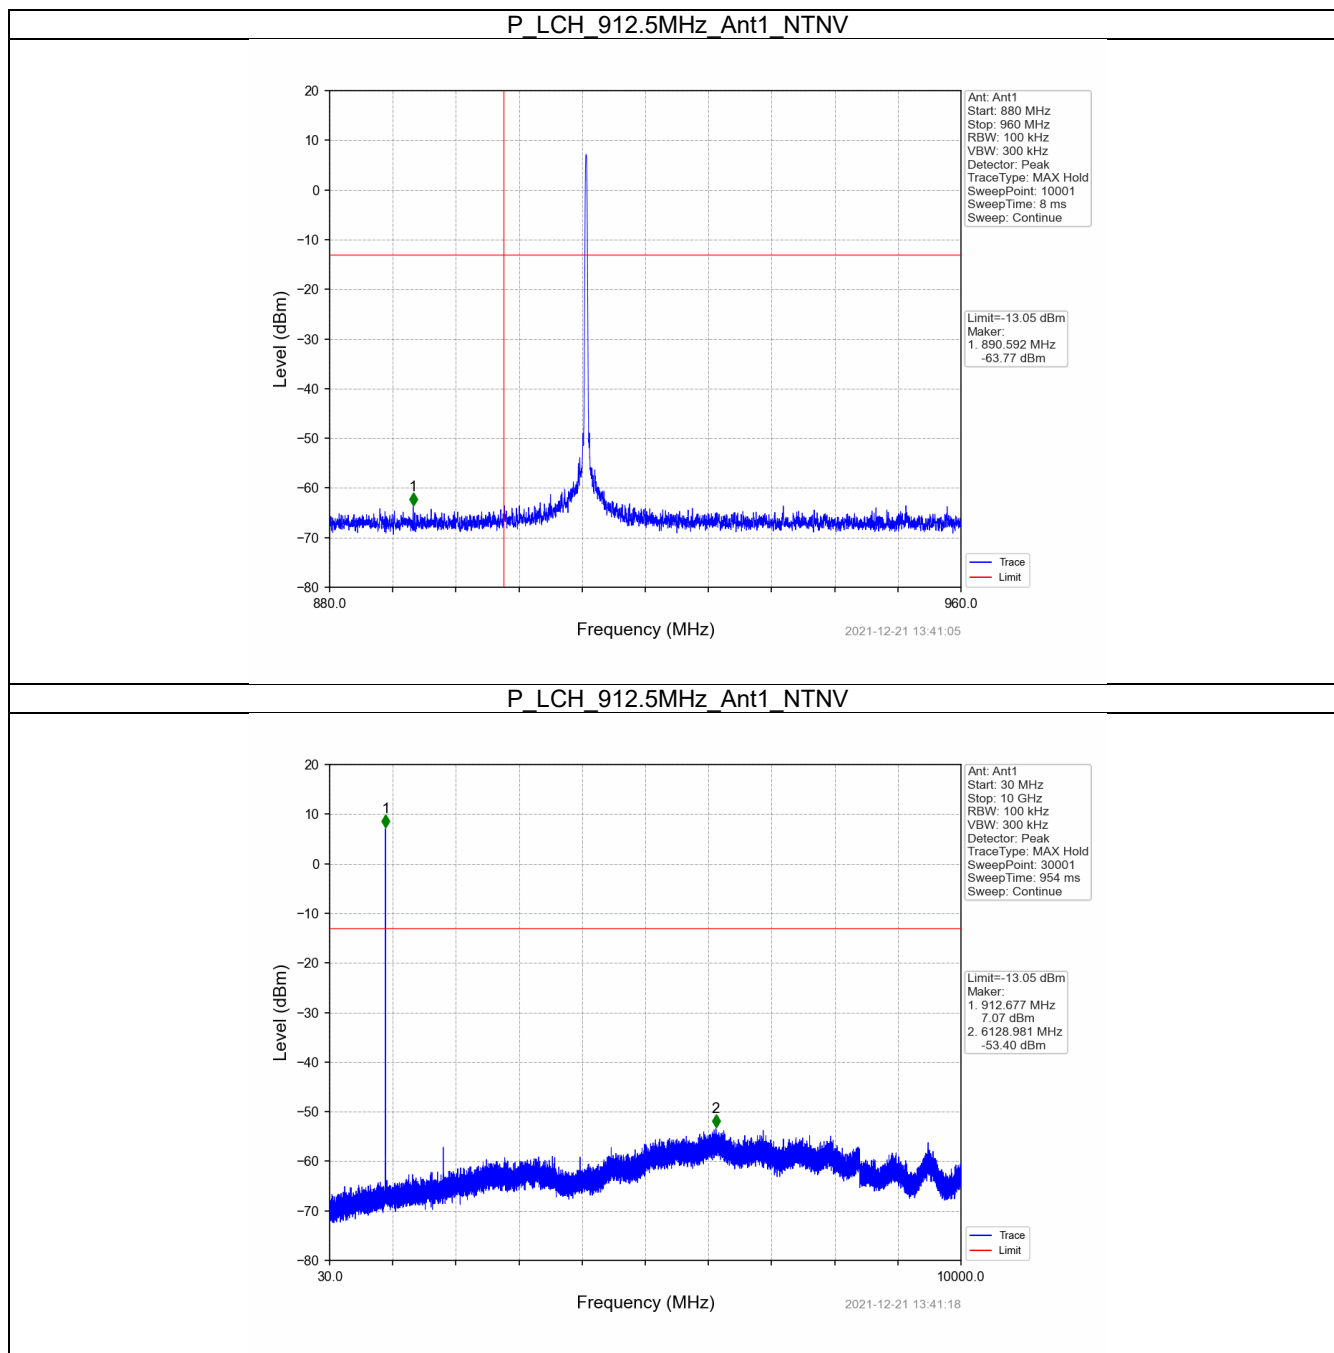 P_LCH_912.5MHz_Ant1_NTNV
20
10
0
−10
−20
−30
−40
−50
−60
−70
−80
Level (dBm)
1
880.0
960.0
Frequency (MHz)
2021-12-21 13:41:05
Ant: Ant1
Start: 880 MHz
Stop: 960 MHz
RBW: 100 kHz
VBW: 300 kHz
Detector: Peak
TraceType: MAX Hold
SweepPoint: 10001
SweepTime: 8 ms
Sweep: Continue
Limit=-13.05 dBm
Maker:
1. 890.592 MHz
-63.77 dBm
Trace
Limit
P_LCH_912.5MHz_Ant1_NTNV
20
10
0
−10
−20
−30
−40
−50
−60
−70
−80
Level (dBm)
1
2
30.0
10000.0
Frequency (MHz)
2021-12-21 13:41:18
Ant: Ant1
Start: 30 MHz
Stop: 10 GHz
RBW: 100 kHz
VBW: 300 kHz
Detector: Peak
TraceType: MAX Hold
SweepPoint: 30001
SweepTime: 954 ms
Sweep: Continue
Limit=-13.05 dBm
Maker:
1. 912.677 MHz
7.07 dBm
2. 6128.981 MHz
-53.40 dBm
Trace
Limit